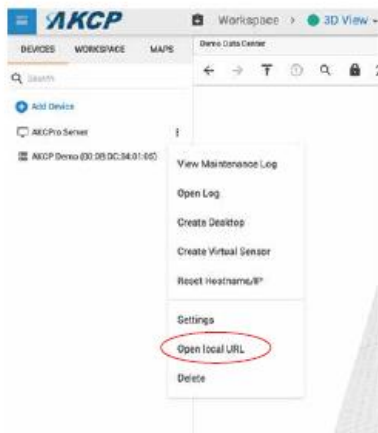 AKCP
Workspace > 3D View
DEVICES WORKSPACE MAPS
Demo Data Center
Search
Add Device
AKCPro Server
AKCP Demo (00:0B:DC:34:01:06)
View Maintenance Log
Open Log
Create Desktop
Create Virtual Sensor
Reset Hostname/IP
Settings
Open local URL
Delete